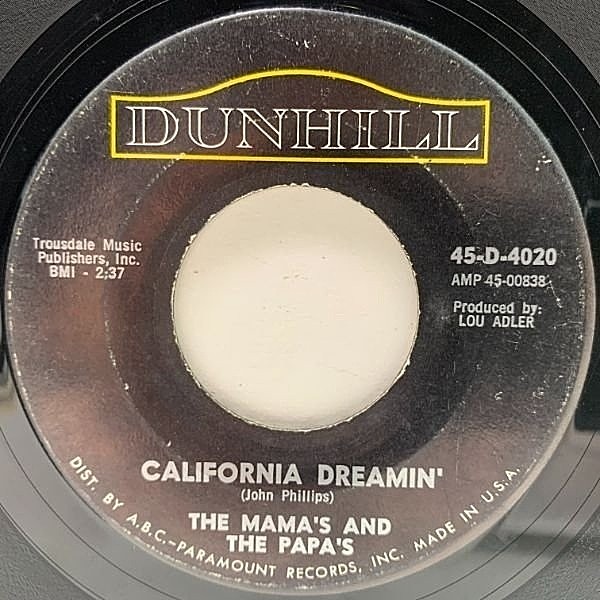 DUNHILL
Trousdale Music
Publishers, Inc.
BMI - 2:37
45-D-4020
AMP 45-00838
Produced by:
LOU ADLER
CALIFORNIA DREAMIN'
(John Phillips)
THE MAMA'S AND
THE PAPA'S
DIST. BY A.B.C.-PARAMOUNT RECORDS, INC. MADE IN U.S.A.